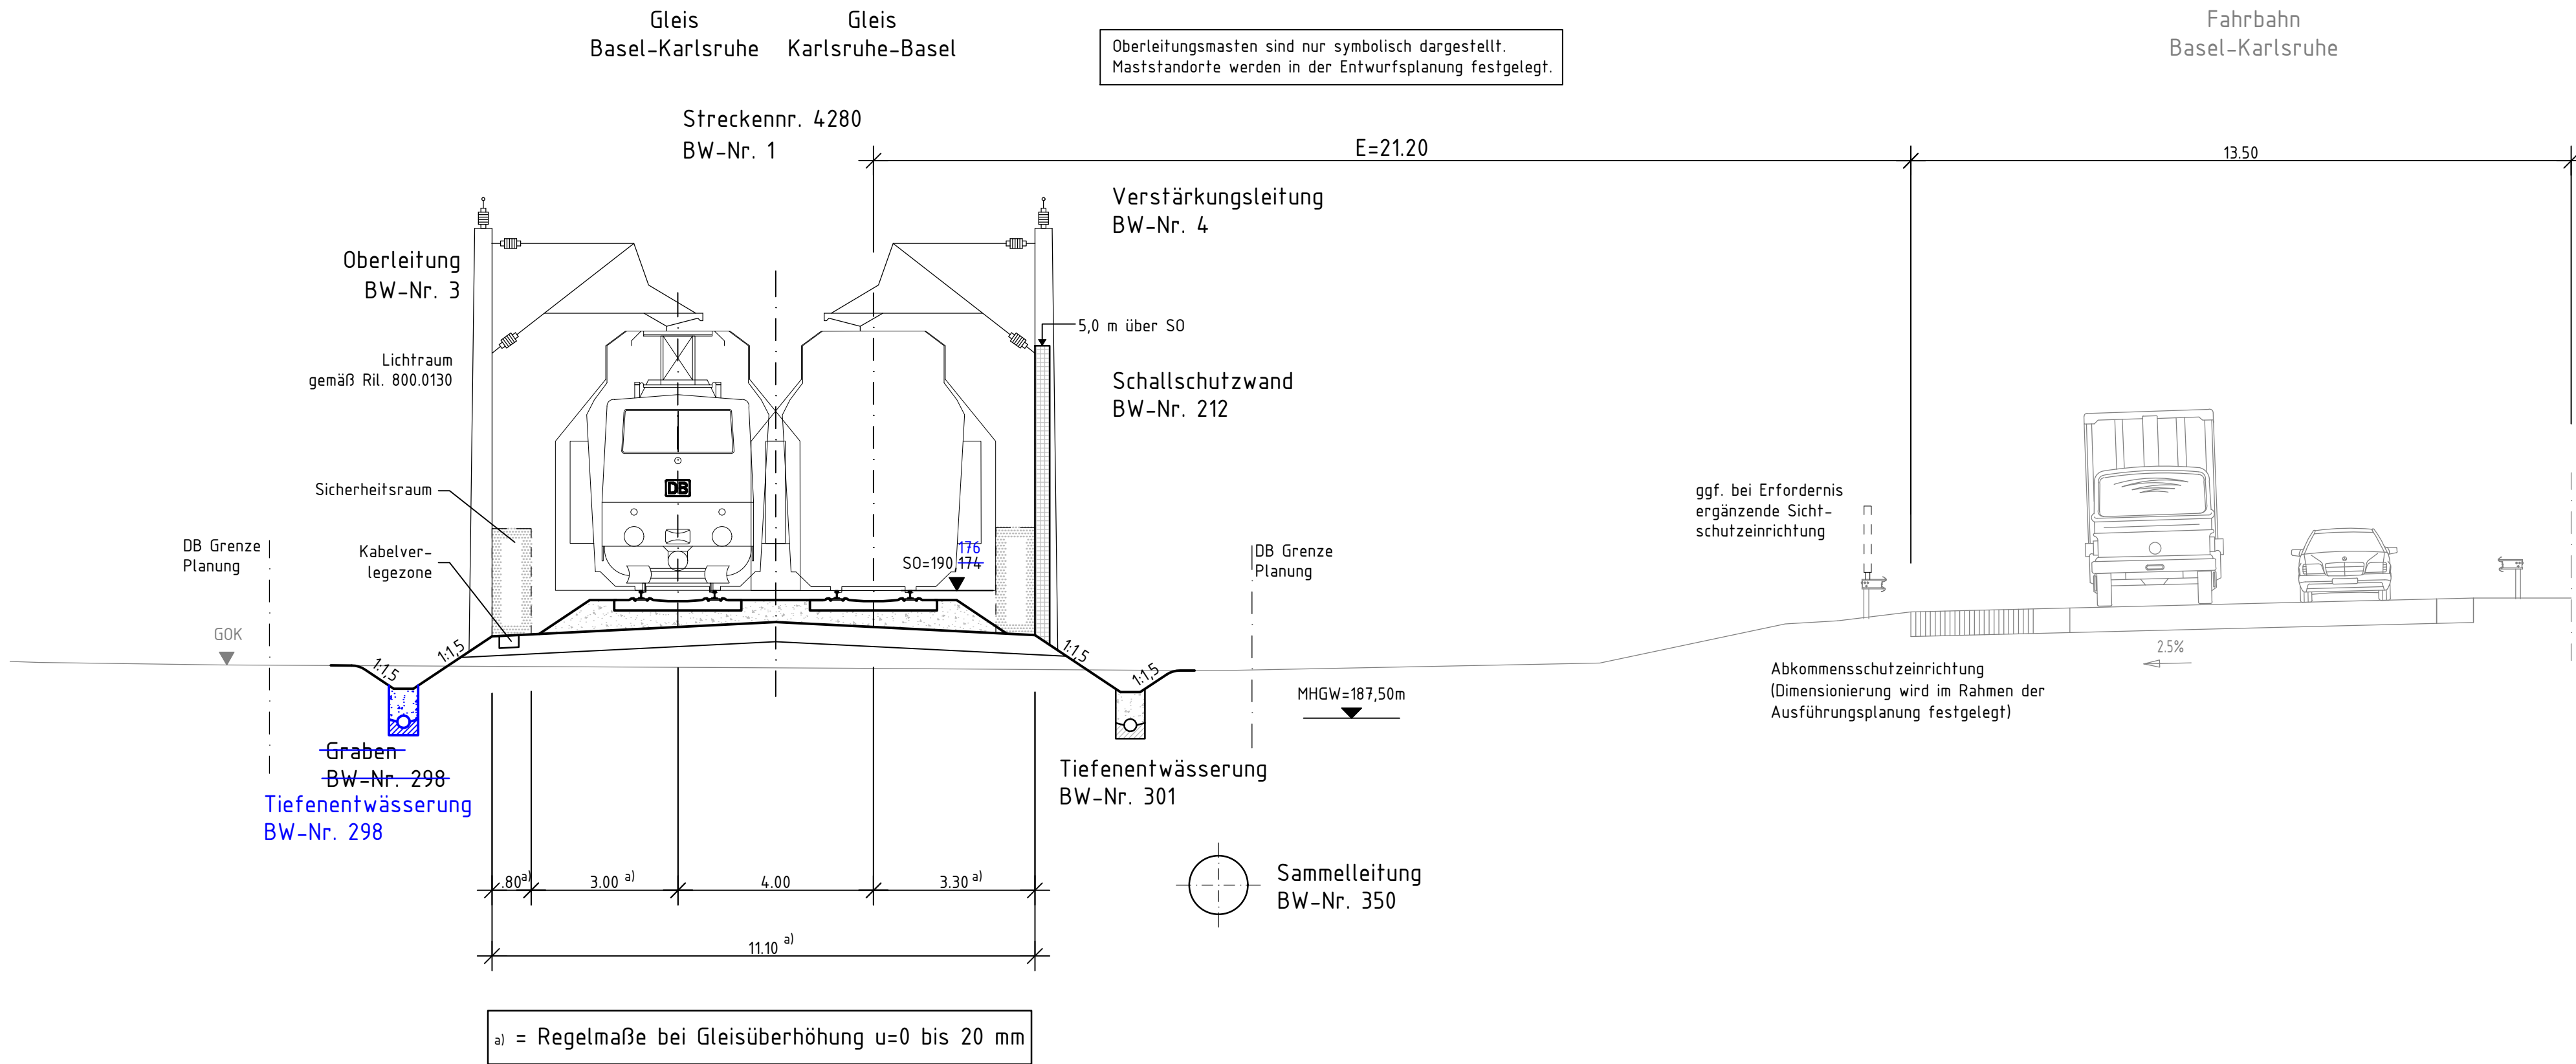 Gleis
Basel-Karlsruhe
Gleis
Karlsruhe-Basel
Oberleitungsmasten sind nur symbolisch dargestellt.
Maststandorte werden in der Entwurfsplanung festgelegt.
Fahrbahn
Basel-Karlsruhe
Streckennr. 4280
BW-Nr. 1
E=21.20
13.50
Verstärkungsleitung
BW-Nr. 4
Oberleitung
BW-Nr. 3
5,0 m über SO
Lichtraum
gemäß Ril. 800.0130
Schallschutzwand
BW-Nr. 212
DB
Sicherheitsraum
ggf. bei Erfordernis
ergänzende Sicht-
schutzeinrichtung
DB Grenze
Planung
Kabelver-
legezone
176
SO=190,174
DB Grenze
Planung
GOK
1:1,5
1:1,5
1:1,5
1:1,5
2.5%
MHGW=187,50m
Abkommensschutzeinrichtung
(Dimensionierung wird im Rahmen der
Ausführungsplanung festgelegt)
Graben
BW-Nr. 298
Tiefenentwässerung
BW-Nr. 298
Tiefenentwässerung
BW-Nr. 301
.80 a)
3.00 a)
4.00
3.30 a)
Sammelleitung
BW-Nr. 350
11.10 a)
a) = Regelmaße bei Gleisüberhöhung u=0 bis 20 mm